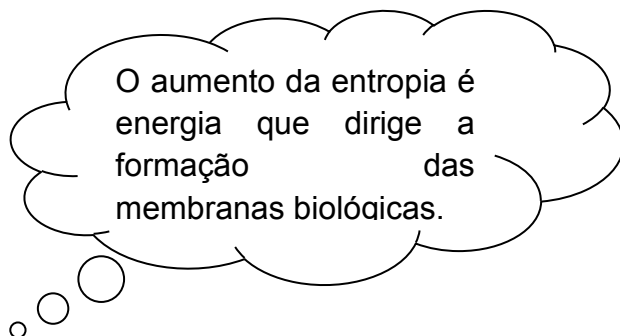 O aumento da entropia é
energia que dirige a
formação das
membranas biológicas.